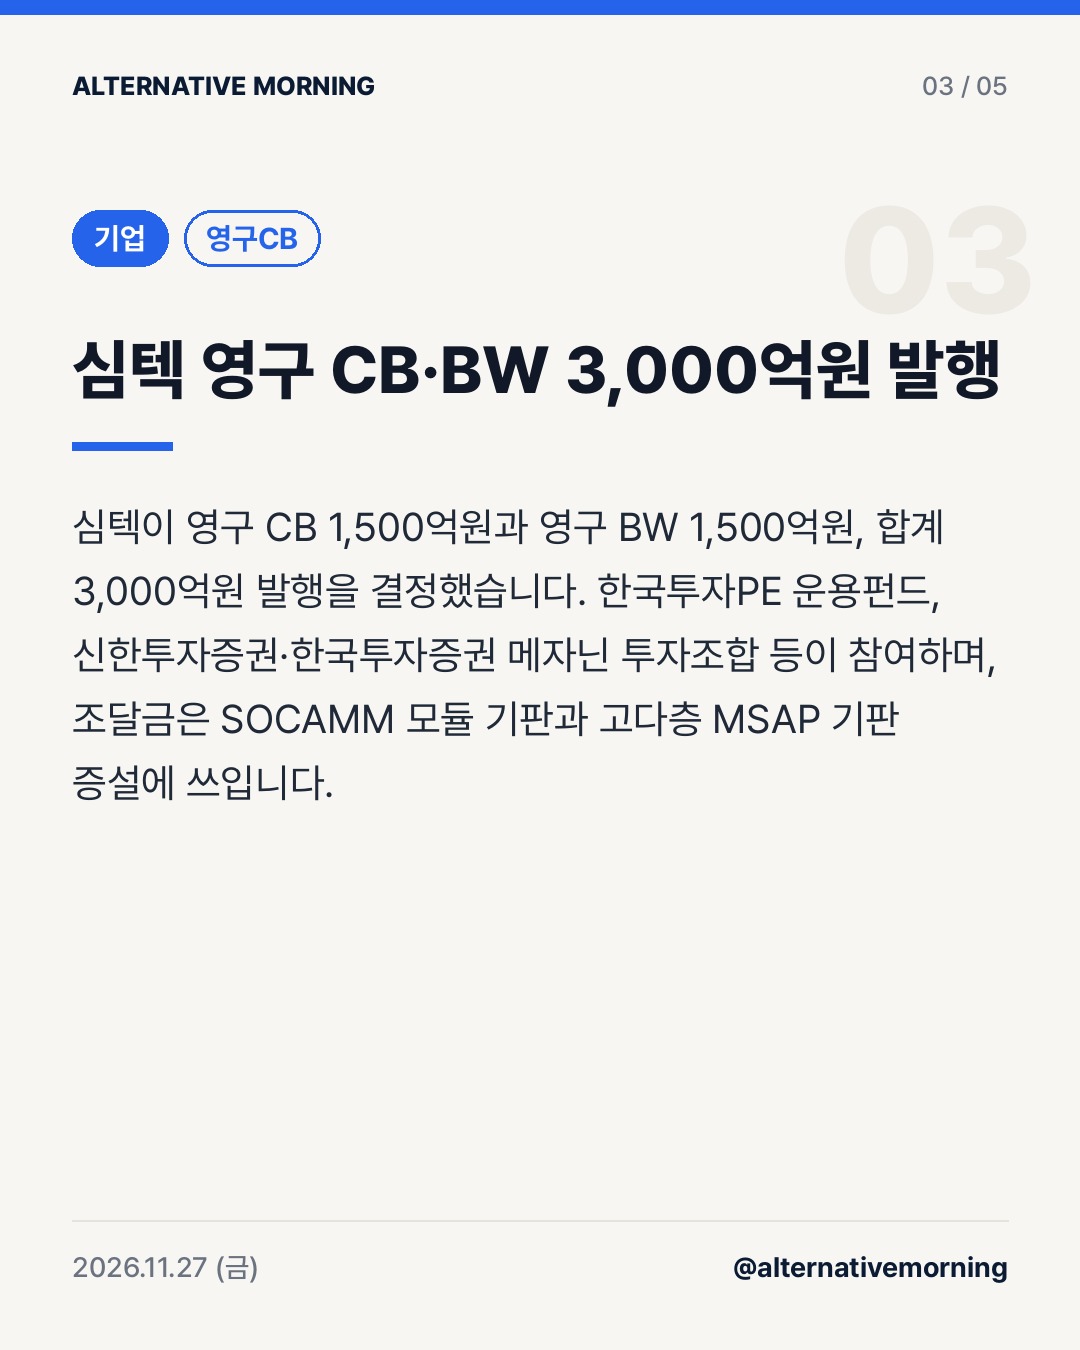 ALTERNATIVE MORNING
03 / 05
기업
영구CB
03
심텍 영구 CB·BW 3,000억원 발행
심텍이 영구 CB 1,500억원과 영구 BW 1,500억원, 합계
3,000억원 발행을 결정했습니다. 한국투자PE 운용펀드,
신한투자증권·한국투자증권 메자닌 투자조합 등이 참여하며,
조달금은 SOCAMM 모듈 기판과 고다층 MSAP 기판
증설에 쓰입니다.
2026.11.27 (금)
@alternativemorning